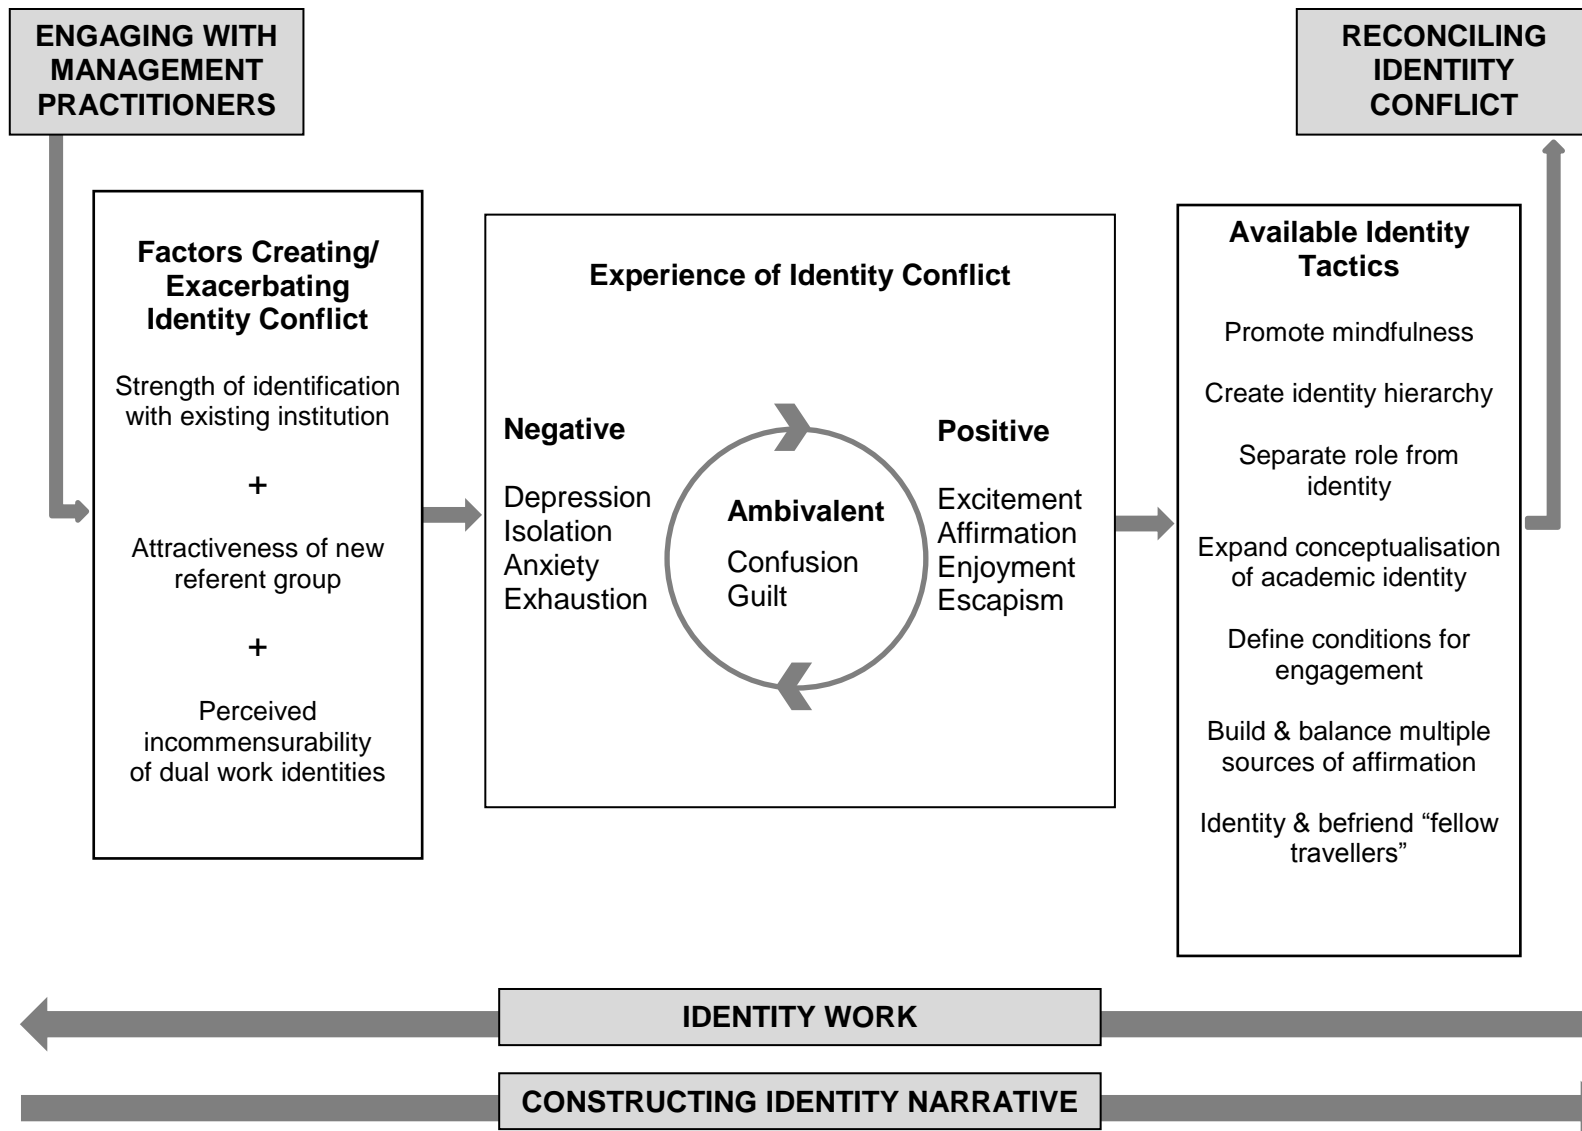 ENGAGING WITH
MANAGEMENT
PRACTITIONERS
RECONCILING
IDENTIITY
CONFLICT
Factors Creating/
Exacerbating
Identity Conflict
Strength of identification
with existing institution
+
Attractiveness of new
referent group
+
Perceived
incommensurability
of dual work identities
Experience of Identity Conflict
Negative
Depression
Isolation
Anxiety
Exhaustion
Ambivalent
Confusion
Guilt
Positive
Excitement
Affirmation
Enjoyment
Escapism
Available Identity
Tactics
Promote mindfulness
Create identity hierarchy
Separate role from
identity
Expand conceptualisation
of academic identity
Define conditions for
engagement
Build & balance multiple
sources of affirmation
Identity & befriend “fellow
travellers”
IDENTITY WORK
CONSTRUCTING IDENTITY NARRATIVE